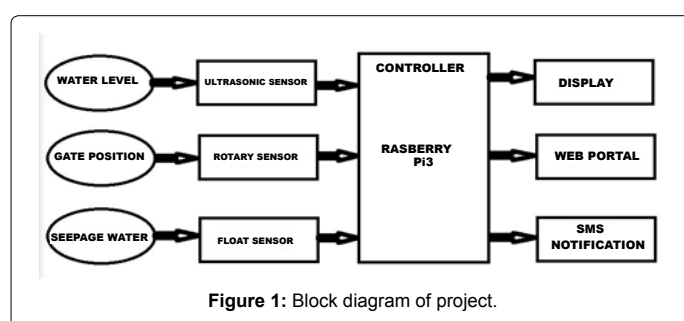 WATER LEVEL
ULTRASONIC SENSOR
CONTROLLER
DISPLAY
GATE POSITION
ROTARY SENSOR
RASBERRY
Pi3
WEB PORTAL
SEEPAGE WATER
FLOAT SENSOR
SMS
NOTIFICATION
Figure 1: Block diagram of project.